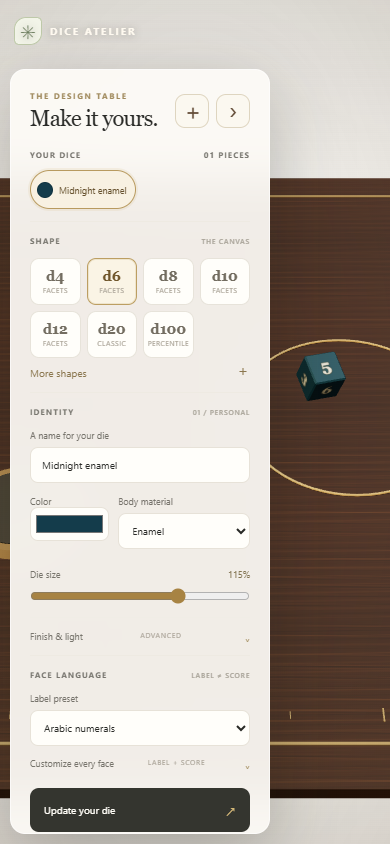 DICE ATELIER
THE DESIGN TABLE
Make it yours.
+ ›
YOUR DICE 01 PIECES
Midnight enamel
SHAPE THE CANVAS
d4 d6 d8 d10
FACETS FACETS FACETS FACETS
d12 d20 d100
FACETS CLASSIC PERCENTILE
More shapes +
IDENTITY 01 / PERSONAL
A name for your die
Midnight enamel
Color Body material
Enamel
Die size 115%
Finish & light ADVANCED
FACE LANGUAGE LABEL ≠ SCORE
Label preset
Arabic numerals
Customize every face LABEL + SCORE
Update your die ↗
5
6